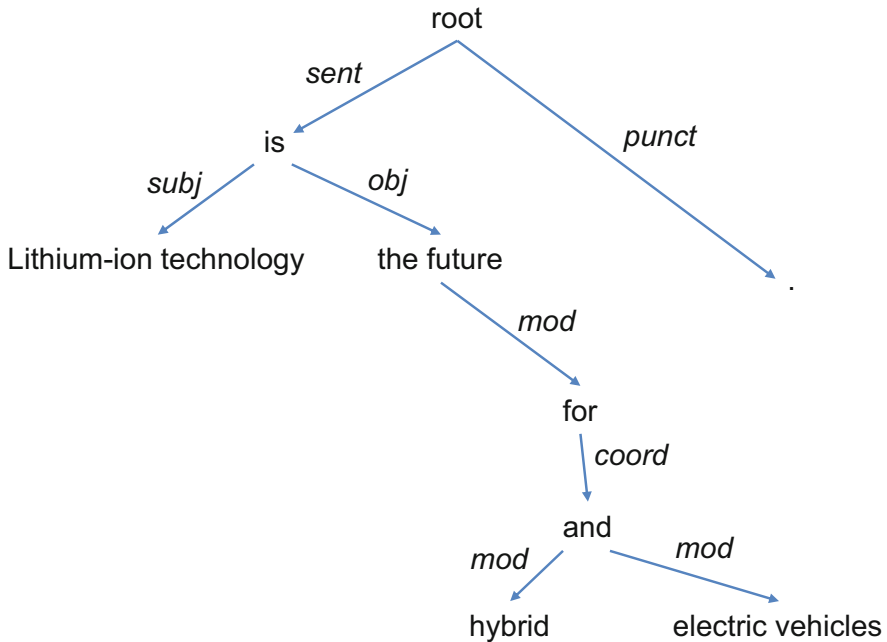 root
sent
punct
is
subj
obj
Lithium-ion technology
the future
.
mod
for
coord
and
mod
mod
hybrid
electric vehicles